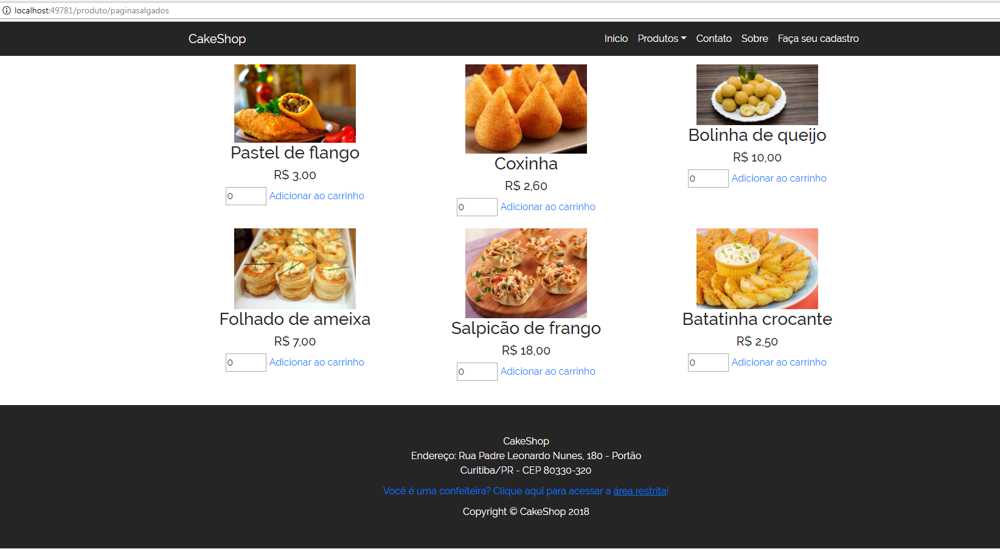 localhost:49781/produto/paginasalgados
CakeShop
Início Produtos Contato Sobre Faça seu cadastro
Pastel de flango
R$ 3,00
0 Adicionar ao carrinho
Coxinha
R$ 2,60
0 Adicionar ao carrinho
Bolinha de queijo
R$ 10,00
0 Adicionar ao carrinho
Folhado de ameixa
R$ 7,00
0 Adicionar ao carrinho
Salpicão de frango
R$ 18,00
0 Adicionar ao carrinho
Batatinha crocante
R$ 2,50
0 Adicionar ao carrinho
CakeShop
Endereço: Rua Padre Leonardo Nunes, 180 - Portão
Curitiba/PR - CEP 80330-320
Você é uma confeiteira? Clique aqui para acessar a área restrita!
Copyright © CakeShop 2018